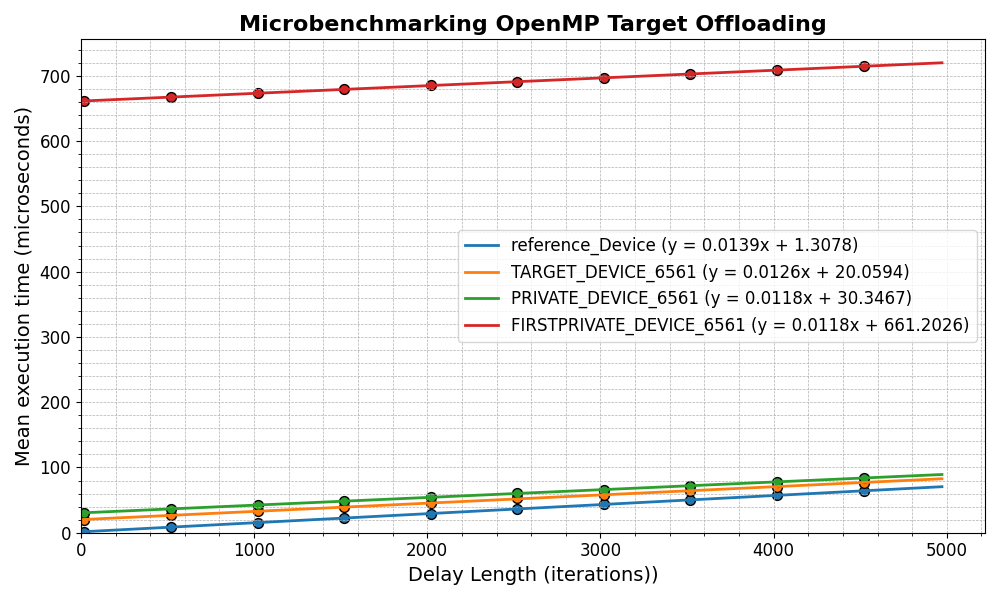 Microbenchmarking OpenMP Target Offloading
Mean execution time (microseconds)
700
600
500
400
300
200
100
0
reference_Device (y = 0.0139x + 1.3078)
TARGET_DEVICE_6561 (y = 0.0126x + 20.0594)
PRIVATE_DEVICE_6561 (y = 0.0118x + 30.3467)
FIRSTPRIVATE_DEVICE_6561 (y = 0.0118x + 661.2026)
0 1000 2000 3000 4000 5000
Delay Length (iterations))